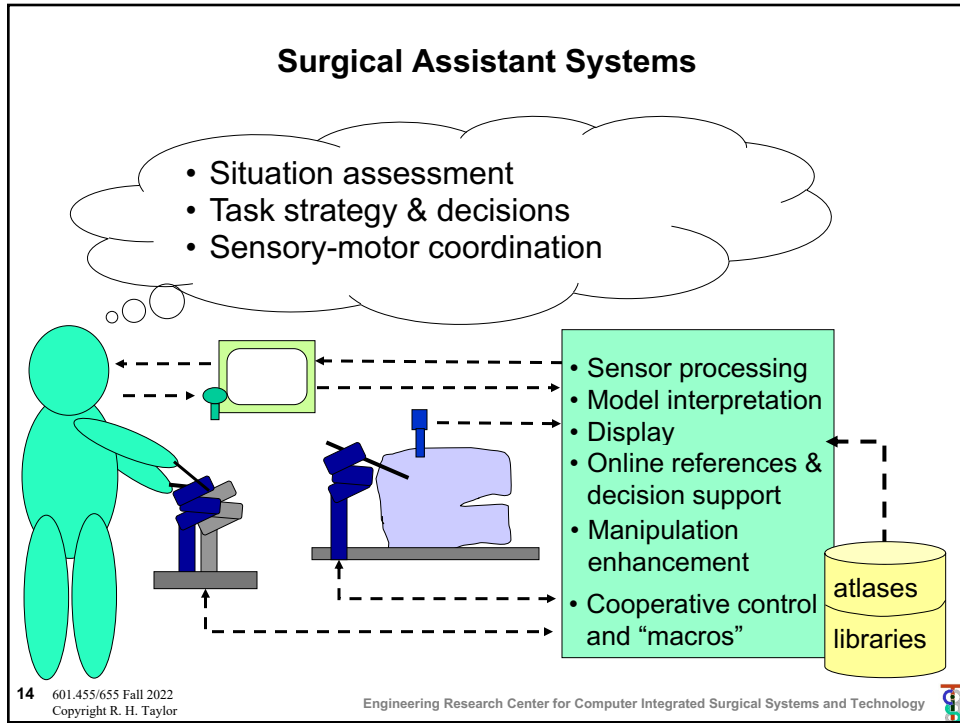 Surgical Assistant Systems
• Situation assessment
• Task strategy & decisions
• Sensory-motor coordination
• Sensor processing
• Model interpretation
• Display
• Online references &
decision support
• Manipulation
enhancement
• Cooperative control
and “macros”
atlases
libraries
14 601.455/655 Fall 2022
Copyright R. H. Taylor
Engineering Research Center for Computer Integrated Surgical Systems and Technology